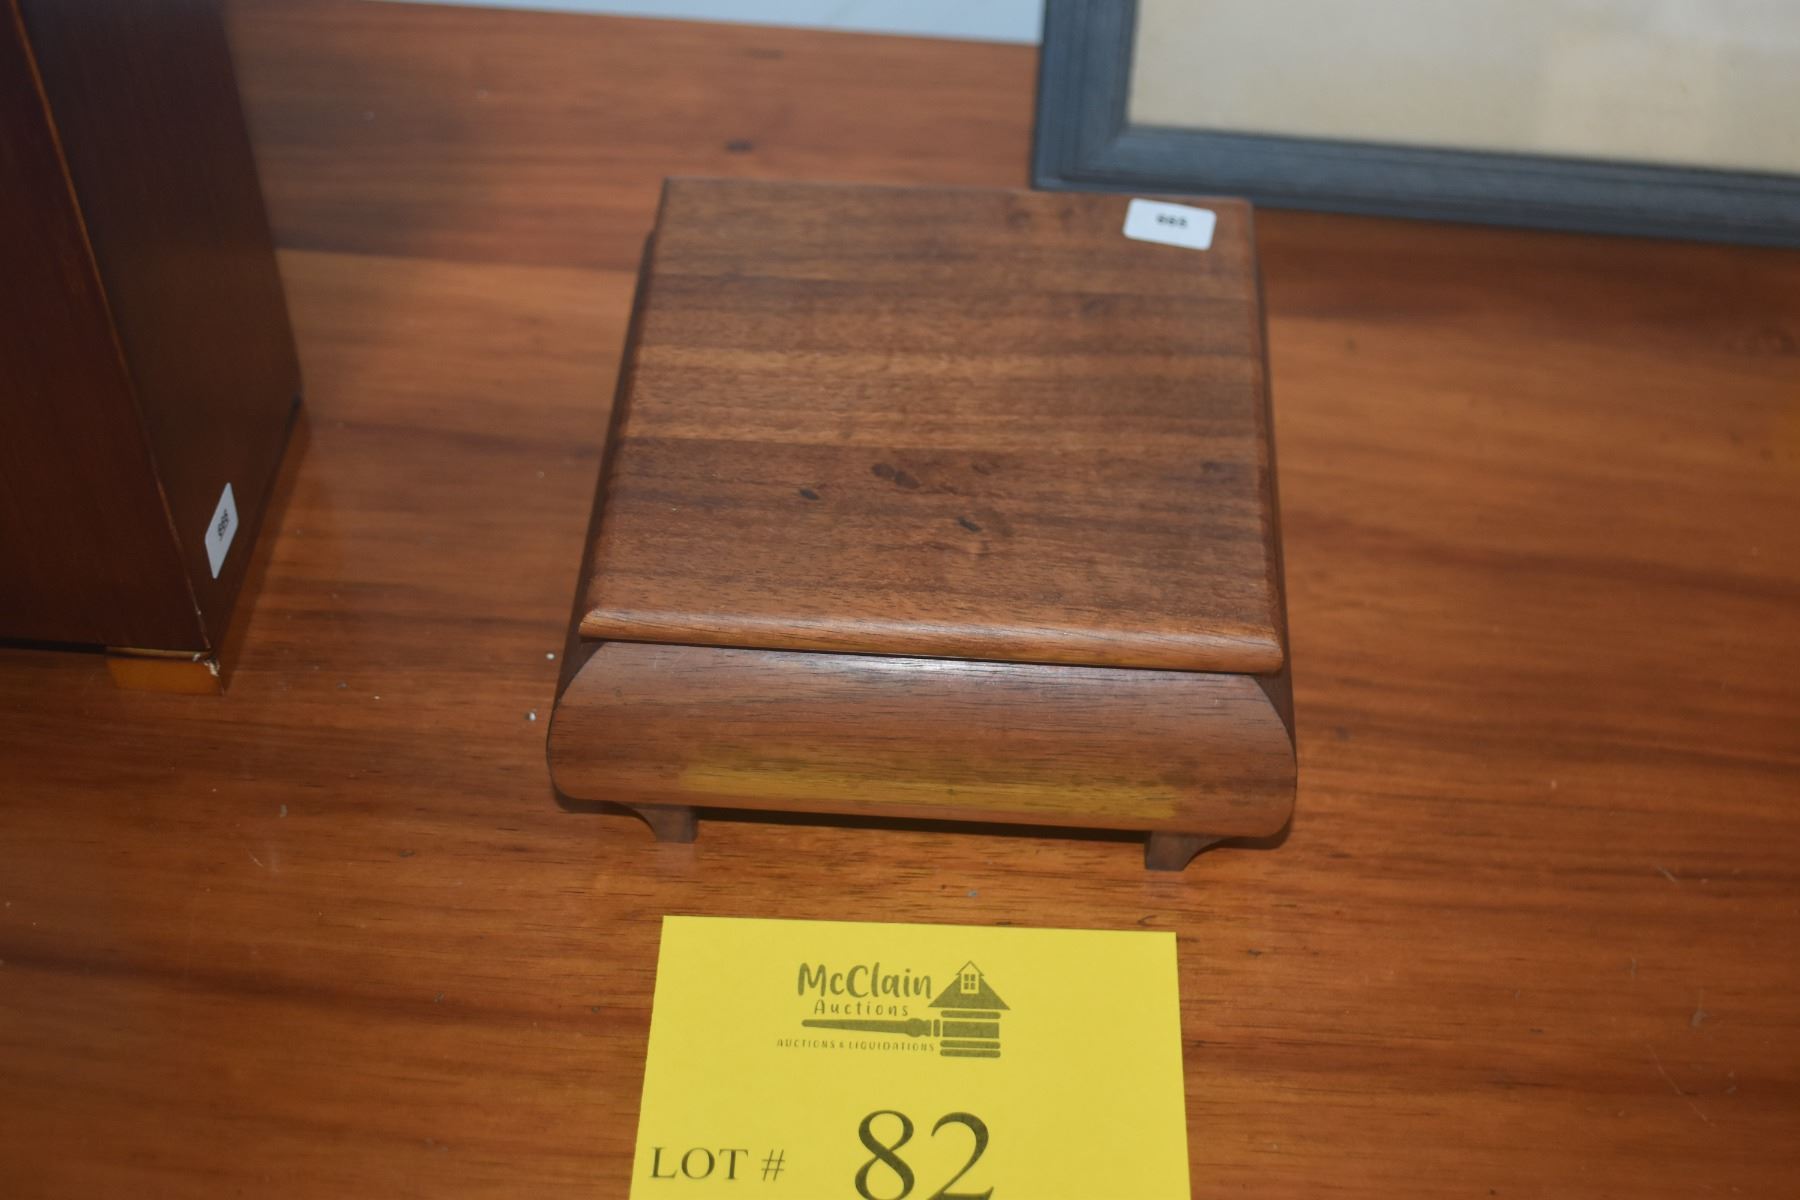 McClain
Auctions
AUCTIONS & LIQUIDATIONS
LOT # 82